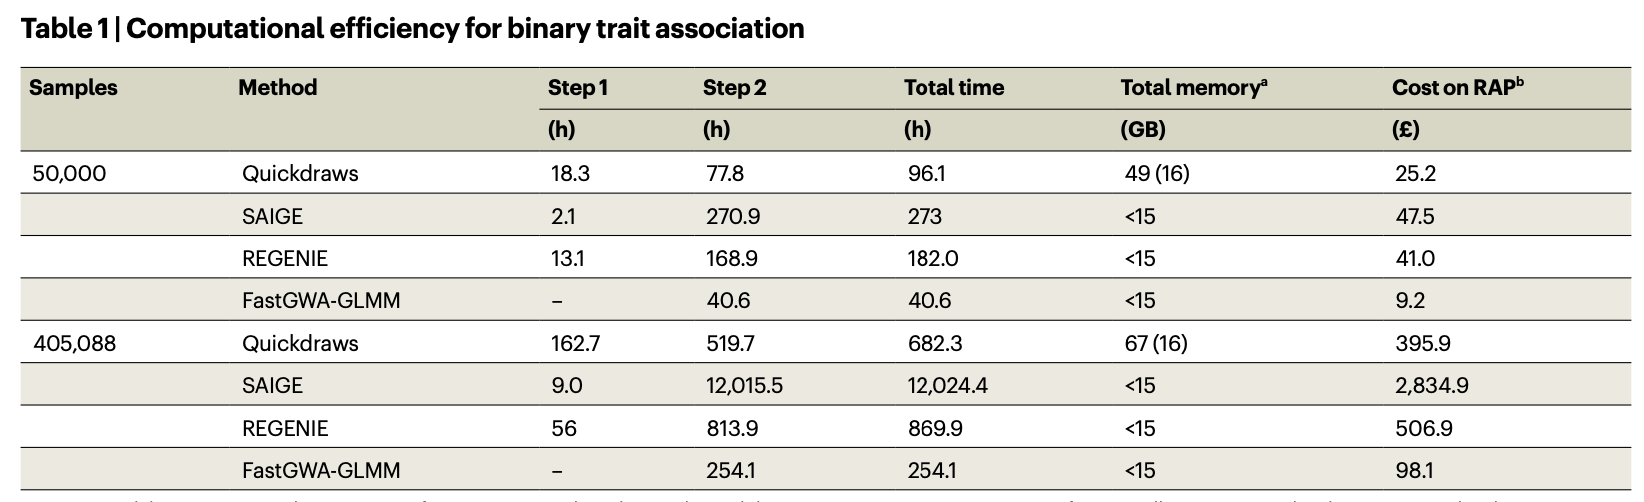 Table 1 | Computational efficiency for binary trait association
Samples Method Step 1 Step 2 Total time Total memoryᵃ Cost on RAPᵇ
(h) (h) (h) (GB) (£)
50,000 Quickdraws 18.3 77.8 96.1 49 (16) 25.2
SAIGE 2.1 270.9 273 <15 47.5
REGENIE 13.1 168.9 182.0 <15 41.0
FastGWA-GLMM – 40.6 40.6 <15 9.2
405,088 Quickdraws 162.7 519.7 682.3 67 (16) 395.9
SAIGE 9.0 12,015.5 12,024.4 <15 2,834.9
REGENIE 56 813.9 869.9 <15 506.9
FastGWA-GLMM – 254.1 254.1 <15 98.1